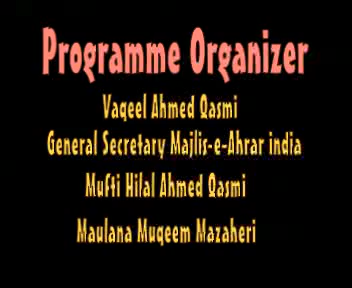 Programme Organizer
Vaqeel Ahmed Qasmi
General Secretary Majlis-e-Ahrar india
Mufti Hilal Ahmed Qasmi
Maulana Muqeem Mazaheri